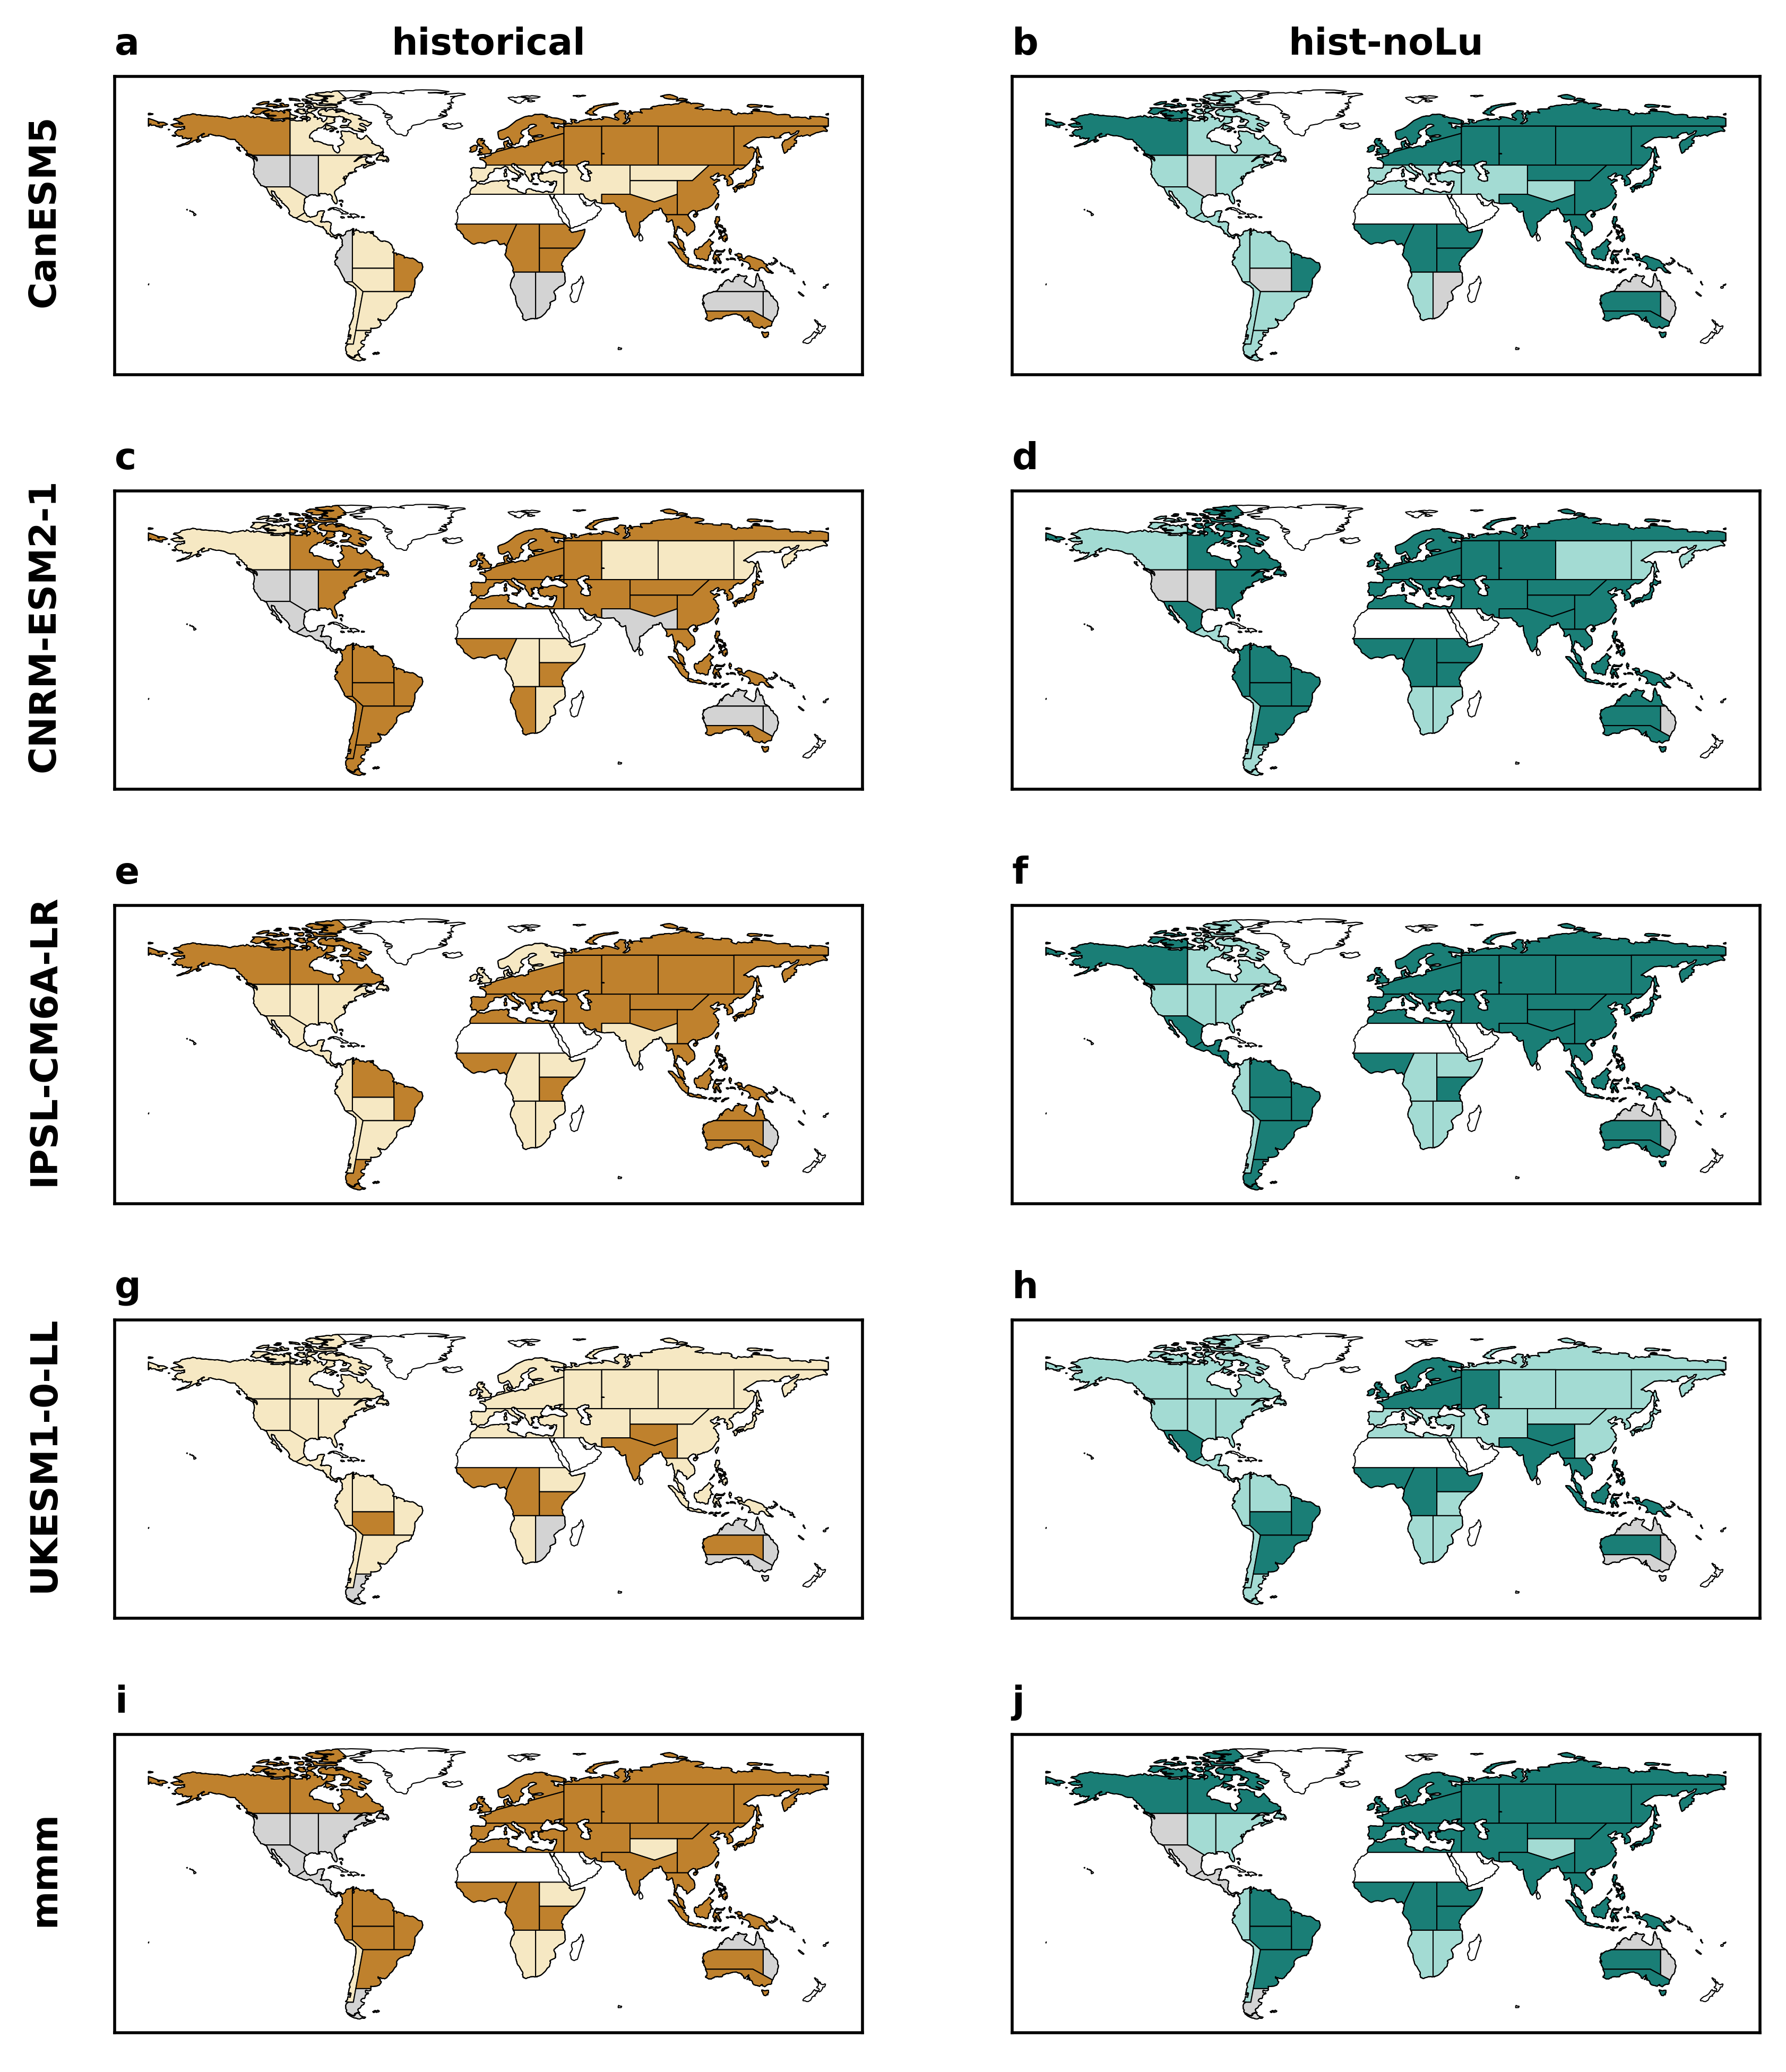 a historical
b hist-noLu
CanESM5
c
d
CNRM-ESM2-1
e
f
IPSL-CM6A-LR
g
h
UKESM1-0-LL
i
j
mmm